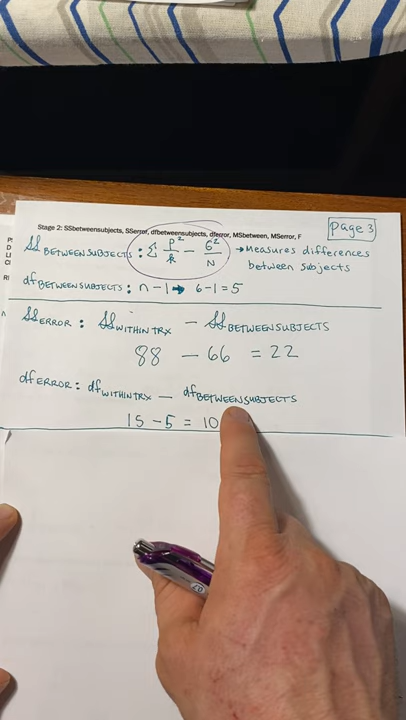 Page 3
Stage 2: SSbetweensubjects, SSerror, dfbetweensubjects, dferror, MSbetween, MSerror, F
SS BETWEEN SUBJECTS : Σ P²/k − G²/N → Measures differences between subjects
df BETWEEN SUBJECTS : n − 1 → 6 − 1 = 5
SS ERROR : SS WITHIN TRX − SS BETWEEN SUBJECTS
88 − 66 = 22
df ERROR : df WITHIN TRX − df BETWEEN SUBJECTS
15 − 5 = 10